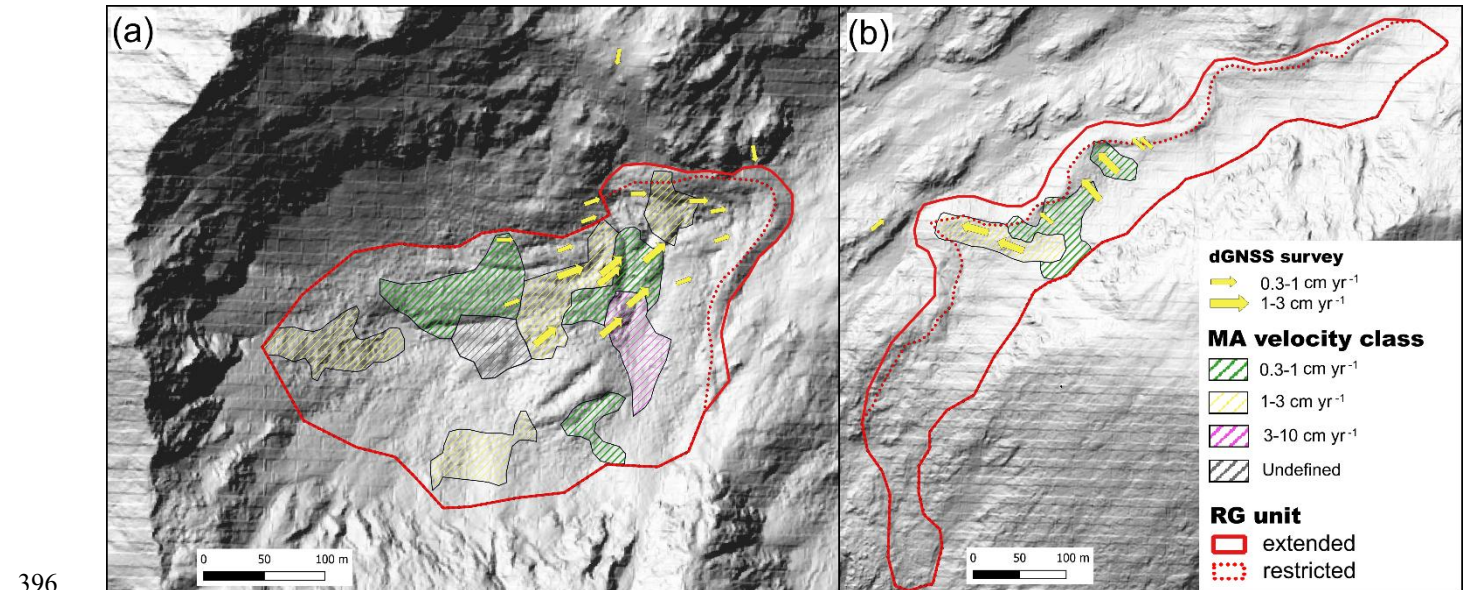 (a)
(b)
dGNSS survey
0.3-1 cm yr-1
1-3 cm yr-1
MA velocity class
0.3-1 cm yr-1
1-3 cm yr-1
3-10 cm yr-1
Undefined
RG unit
extended
restricted
0 50 100 m
0 50 100 m
396